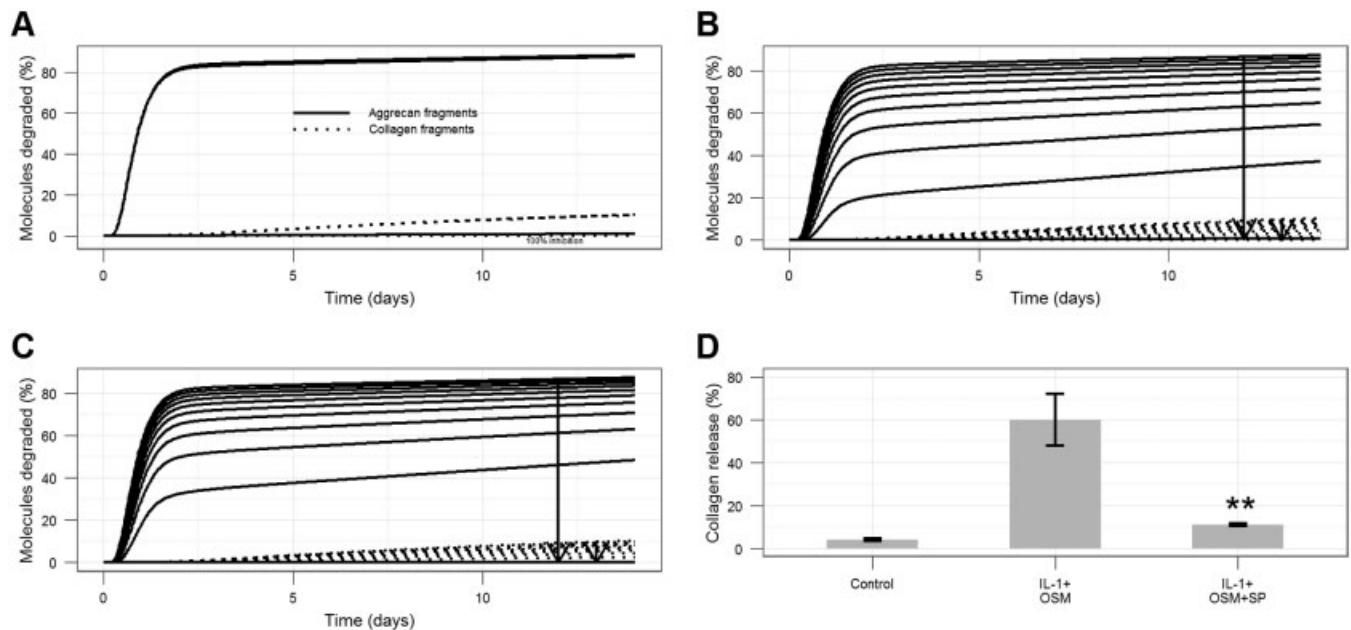 A
Molecules degraded (%)
80
60
40
20
0
Aggrecan fragments
Collagen fragments
100% inhibition
0
5
10
Time (days)
B
Molecules degraded (%)
80
60
40
20
0
0
5
10
Time (days)
C
Molecules degraded (%)
80
60
40
20
0
0
5
10
Time (days)
D
Collagen release (%)
80
60
40
20
0
**
Control
IL-1+
OSM
IL-1+
OSM+SP